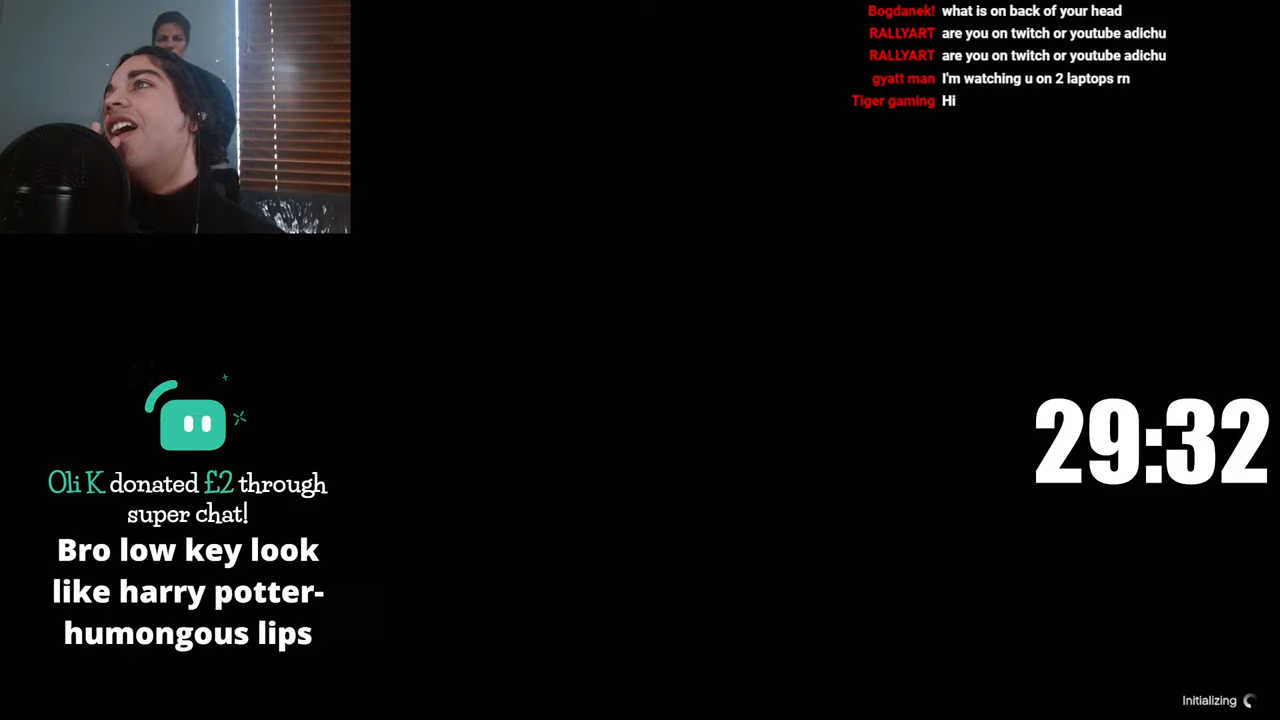 Bogdanek! what is on back of your head
RALLYART are you on twitch or youtube adichu
RALLYART are you on twitch or youtube adichu
gyatt man I'm watching u on 2 laptops rn
Tiger gaming Hi
29:32
Oli K donated £2 through
super chat!
Bro low key look
like harry potter-
humongous lips
Initializing